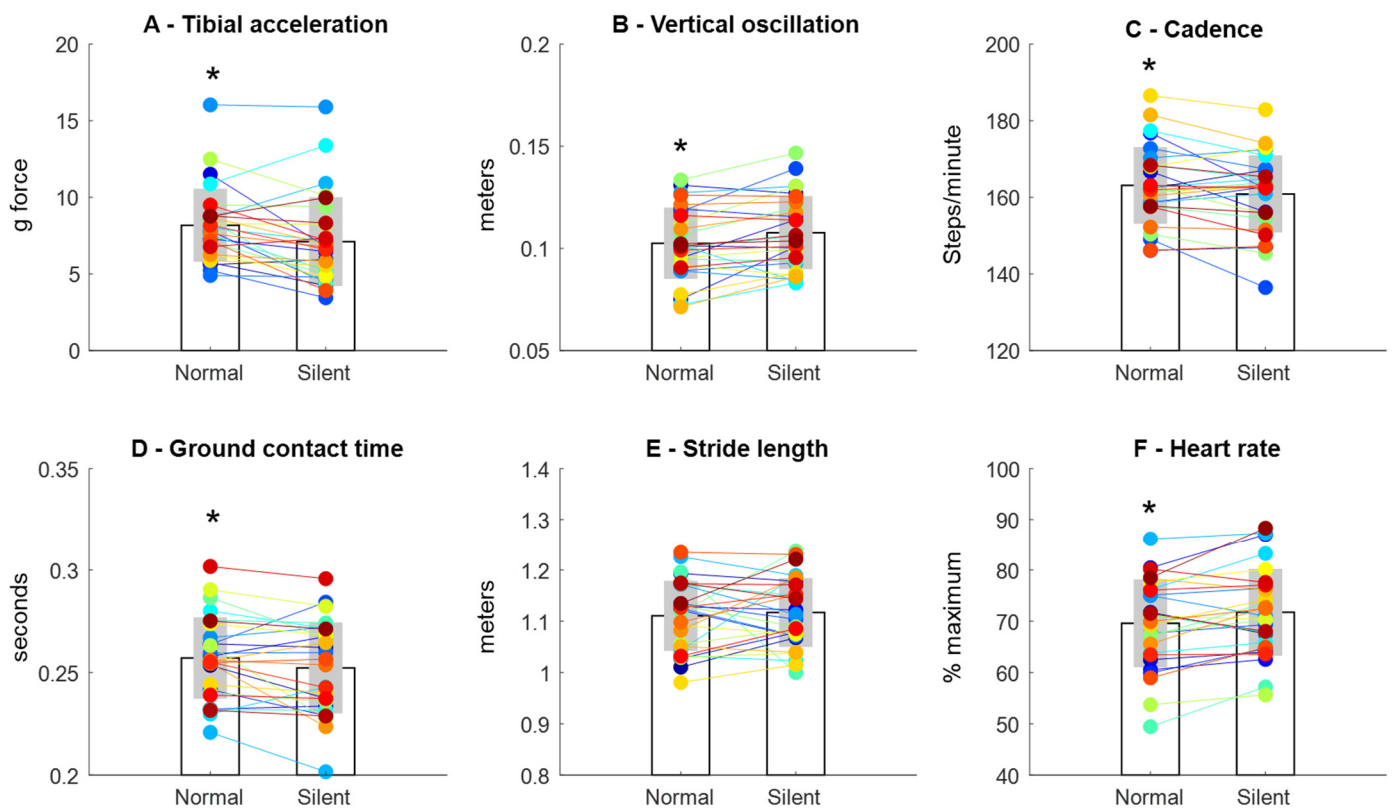 A - Tibial acceleration
20
15
10
5
0
g force
*
Normal Silent
B - Vertical oscillation
0.2
0.15
0.1
0.05
meters
*
Normal Silent
C - Cadence
200
180
160
140
120
Steps/minute
*
Normal Silent
D - Ground contact time
0.35
0.3
0.25
0.2
seconds
*
Normal Silent
E - Stride length
1.4
1.3
1.2
1.1
1
0.9
0.8
meters
Normal Silent
F - Heart rate
100
90
80
70
60
50
40
% maximum
*
Normal Silent